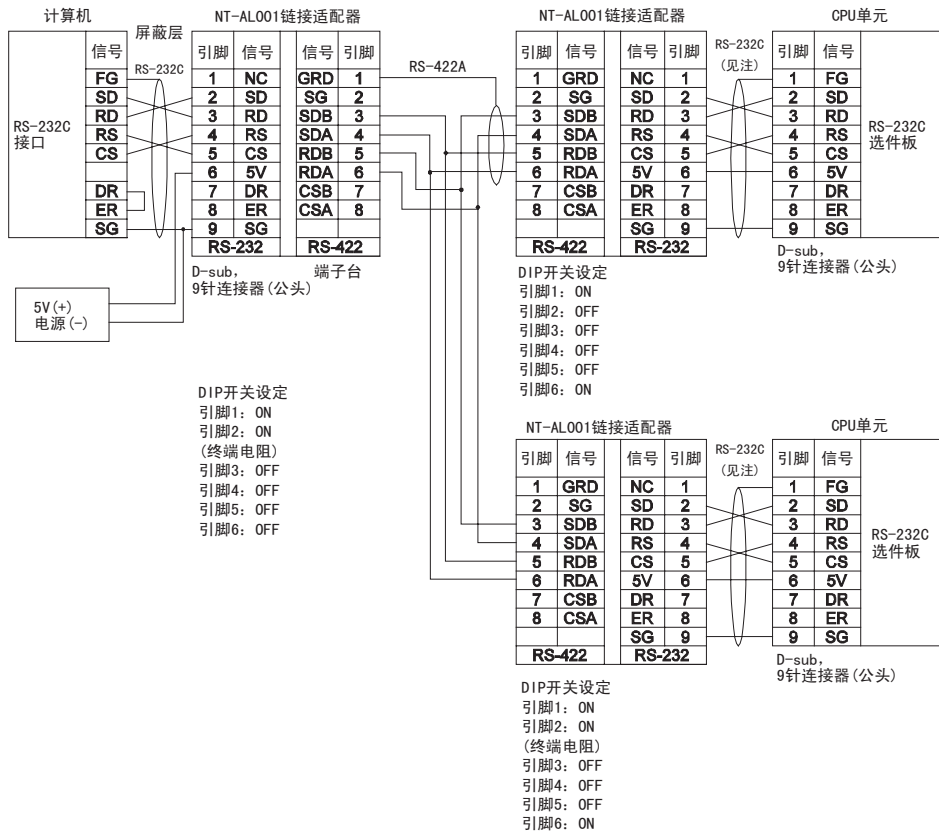 计算机
NT-AL001链接适配器
屏蔽层
信号
引脚 信号 信号 引脚
RS-232C
RS-422A
RS-232C
接口
FG
SD
RD
RS
CS
DR
ER
SG
1 NC GRD 1
2 SD SG 2
3 RD SDB 3
4 RS SDA 4
5 CS RDB 5
6 5V RDA 6
7 DR CSB 7
8 ER CSA 8
9 SG
RS-232 RS-422
D-sub,
9针连接器(公头)
端子台
5V(+)
电源(-)
DIP开关设定
引脚1: ON
引脚2: ON
(终端电阻)
引脚3: OFF
引脚4: OFF
引脚5: OFF
引脚6: OFF
NT-AL001链接适配器
CPU单元
引脚 信号 信号 引脚
RS-232C
(见注)
引脚 信号
1 GRD NC 1
2 SG SD 2
3 SDB RD 3
4 SDA RS 4
5 RDB CS 5
6 RDA 5V 6
7 CSB DR 7
8 CSA ER 8
SG 9
RS-422 RS-232
1 FG
2 SD
3 RD
4 RS
5 CS
6 5V
7 DR
8 ER
9 SG
RS-232C
选件板
D-sub,
9针连接器(公头)
DIP开关设定
引脚1: ON
引脚2: OFF
引脚3: OFF
引脚4: OFF
引脚5: OFF
引脚6: ON
NT-AL001链接适配器
CPU单元
引脚 信号 信号 引脚
RS-232C
(见注)
引脚 信号
1 GRD NC 1
2 SG SD 2
3 SDB RD 3
4 SDA RS 4
5 RDB CS 5
6 RDA 5V 6
7 CSB DR 7
8 CSA ER 8
SG 9
RS-422 RS-232
1 FG
2 SD
3 RD
4 RS
5 CS
6 5V
7 DR
8 ER
9 SG
RS-232C
选件板
D-sub,
9针连接器(公头)
DIP开关设定
引脚1: ON
引脚2: ON
(终端电阻)
引脚3: OFF
引脚4: OFF
引脚5: OFF
引脚6: ON